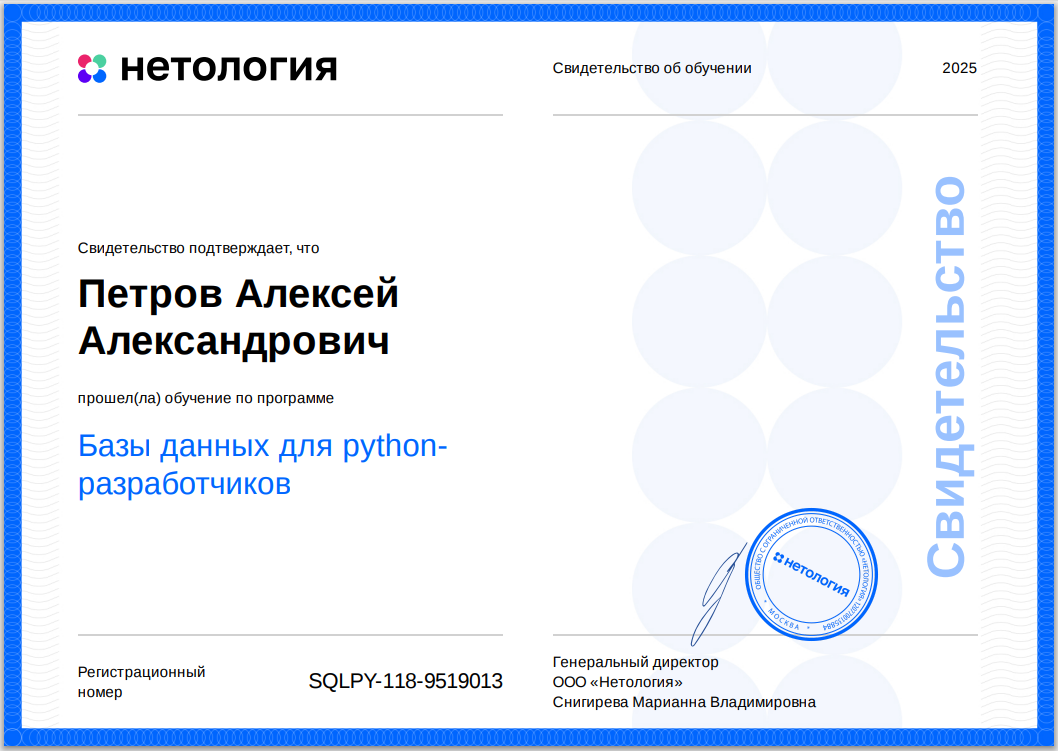 нетология
Свидетельство об обучении
2025
Свидетельство подтверждает, что
Петров Алексей
Александрович
прошел(ла) обучение по программе
Базы данных для python-
разработчиков
Свидетельство
ОБЩЕСТВО С ОГРАНИЧЕННОЙ ОТВЕТСТВЕННОСТЬЮ «НЕТОЛОГИЯ»
* МОСКВА *
нетология
Регистрационный
номер
SQLPY-118-9519013
Генеральный директор
ООО «Нетология»
Снигирева Марианна Владимировна